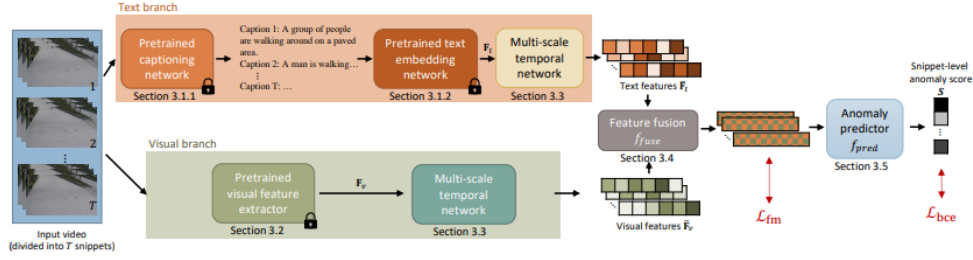 Text branch
Pretrained
captioning
network
Section 3.1.1
Caption 1: A group of people
are walking around on a paved
area.
Caption 2: A man is walking...
⋮
Caption T: ...
Pretrained text
embedding
network
Section 3.1.2
F_t
Multi-scale
temporal
network
Section 3.3
Text features F̄_t
Visual branch
Pretrained
visual feature
extractor
Section 3.2
F_v
Multi-scale
temporal
network
Section 3.3
Visual features F̄_v
1
2
⋮
T
Input video
(divided into T snippets)
Feature fusion
f_fuse
Section 3.4
ℒ_fm
Anomaly
predictor
f_pred
Section 3.5
Snippet-level
anomaly score
S
ℒ_bce